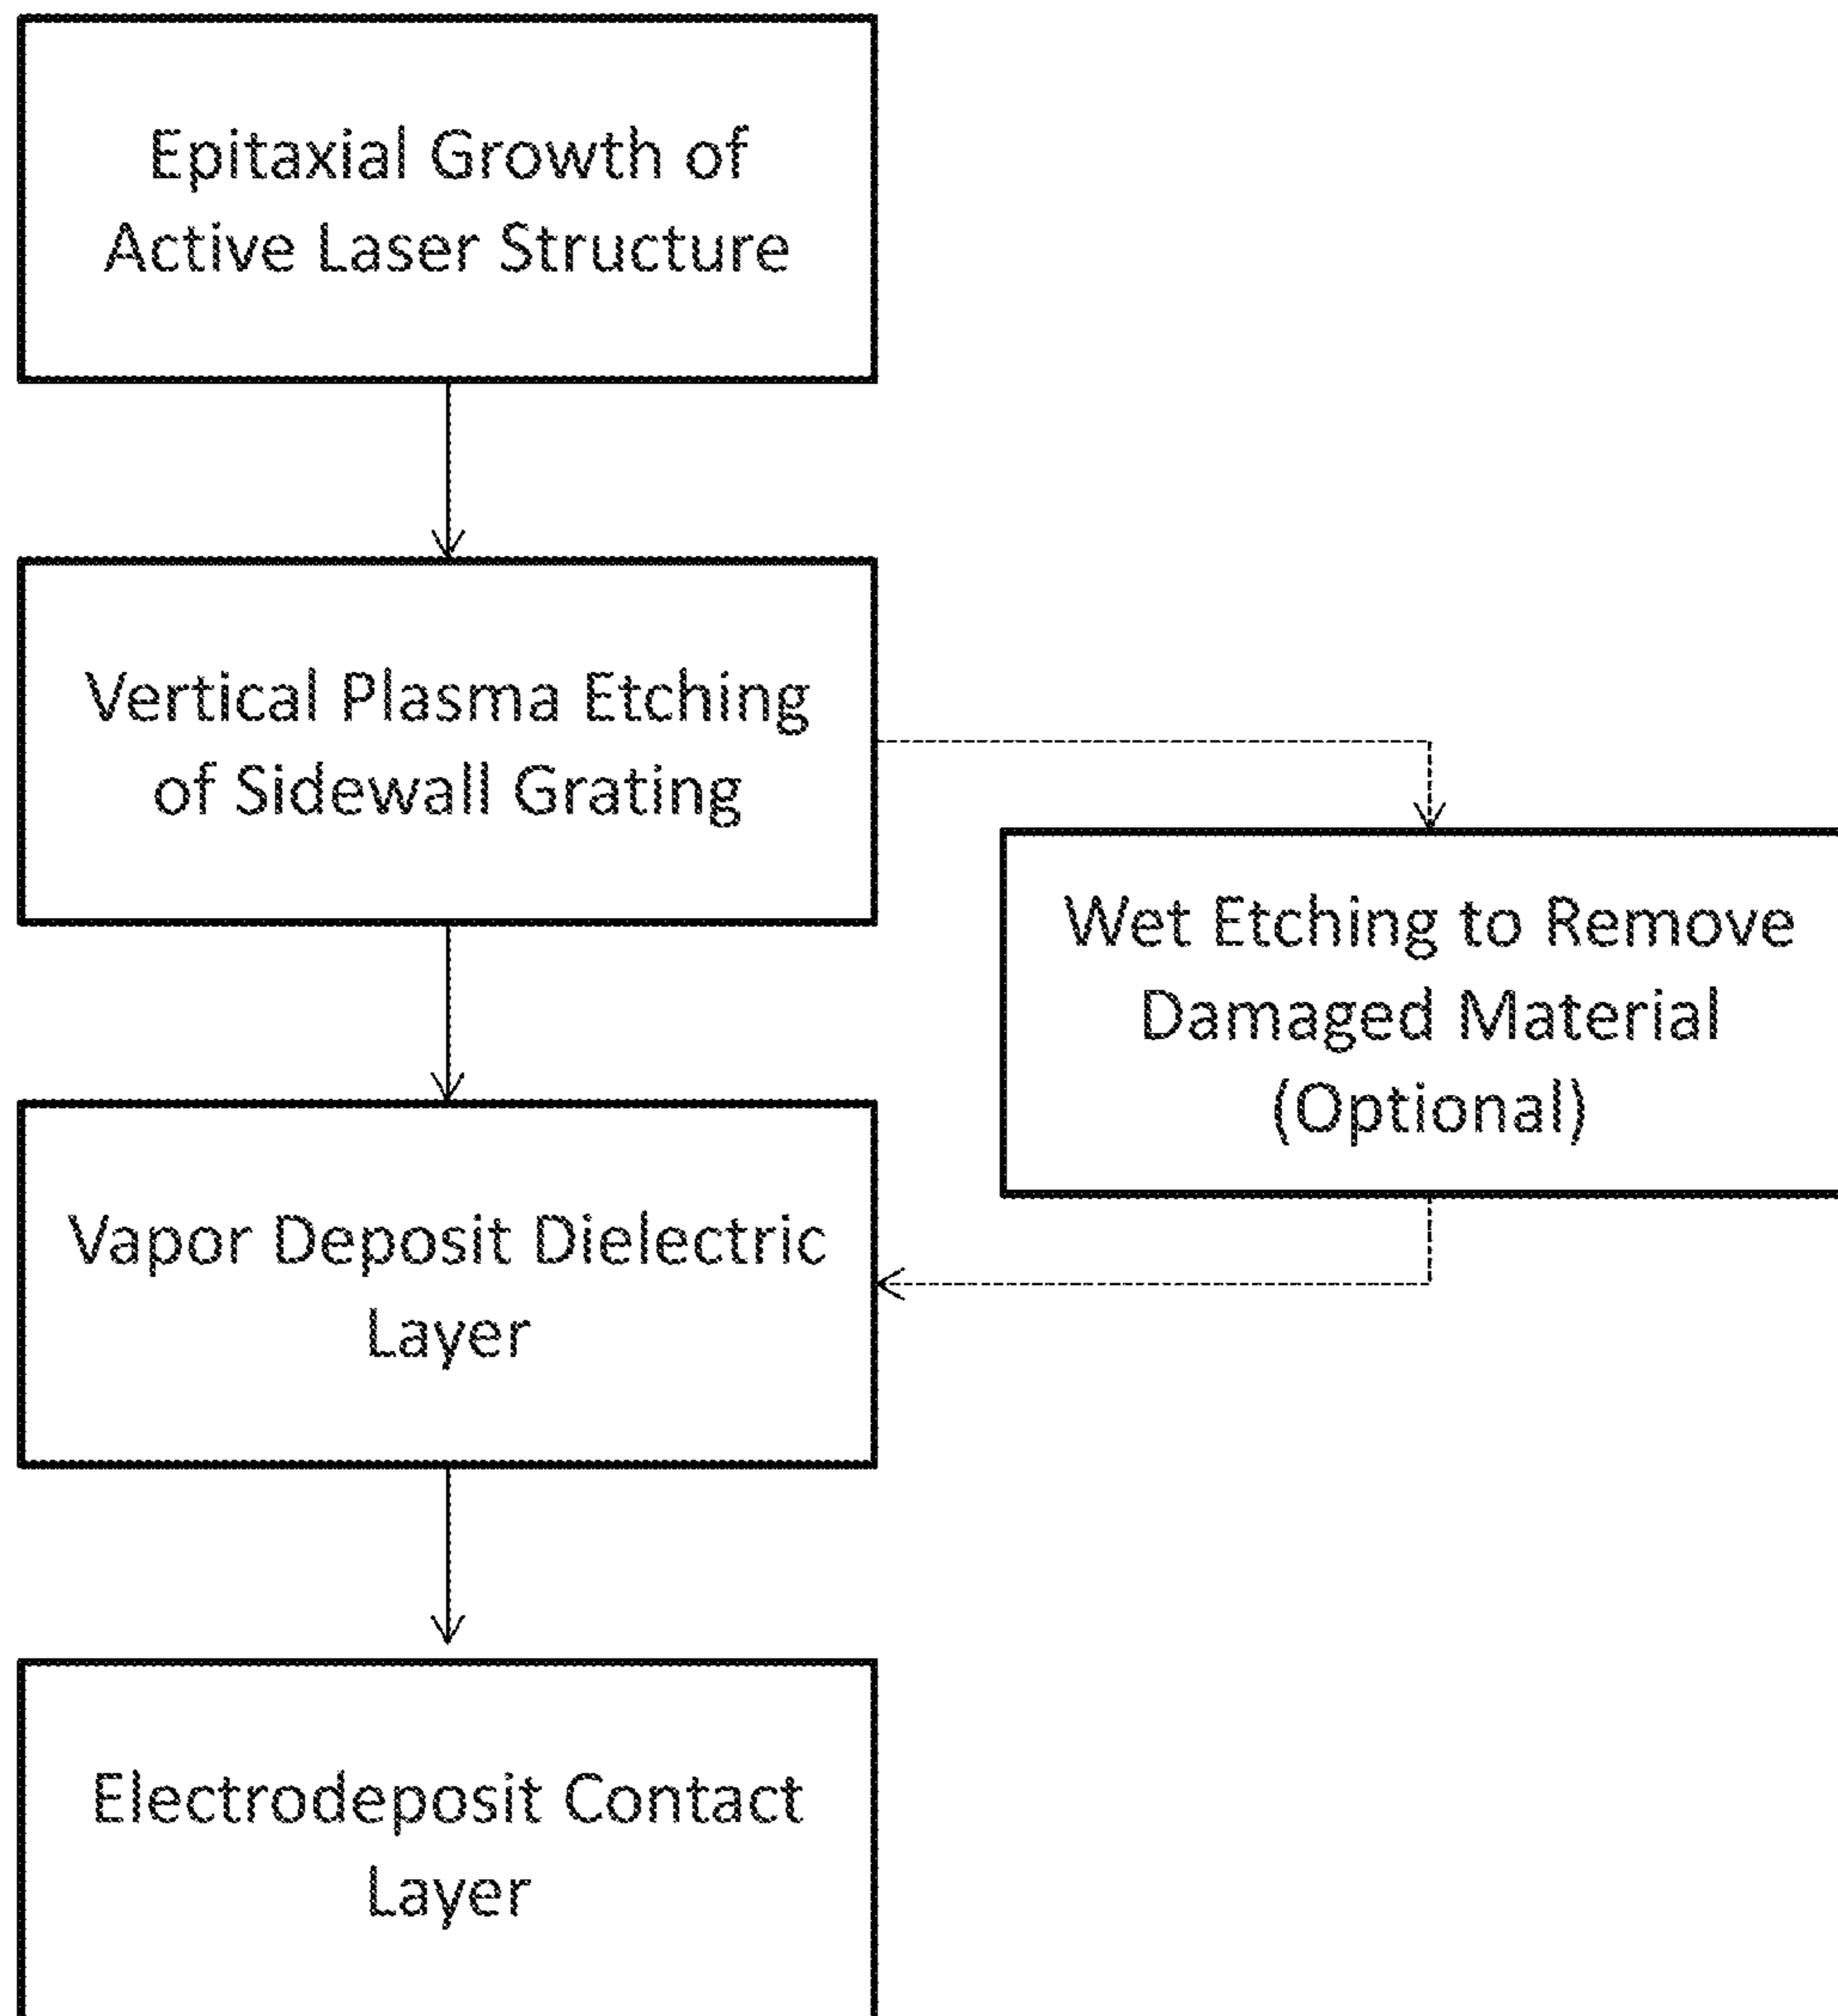 Epitaxial Growth of
Active Laser Structure
Vertical Plasma Etching
of Sidewall Grating
Wet Etching to Remove
Damaged Material
(Optional)
Vapor Deposit Dielectric
Layer
Electrodeposit Contact
Layer